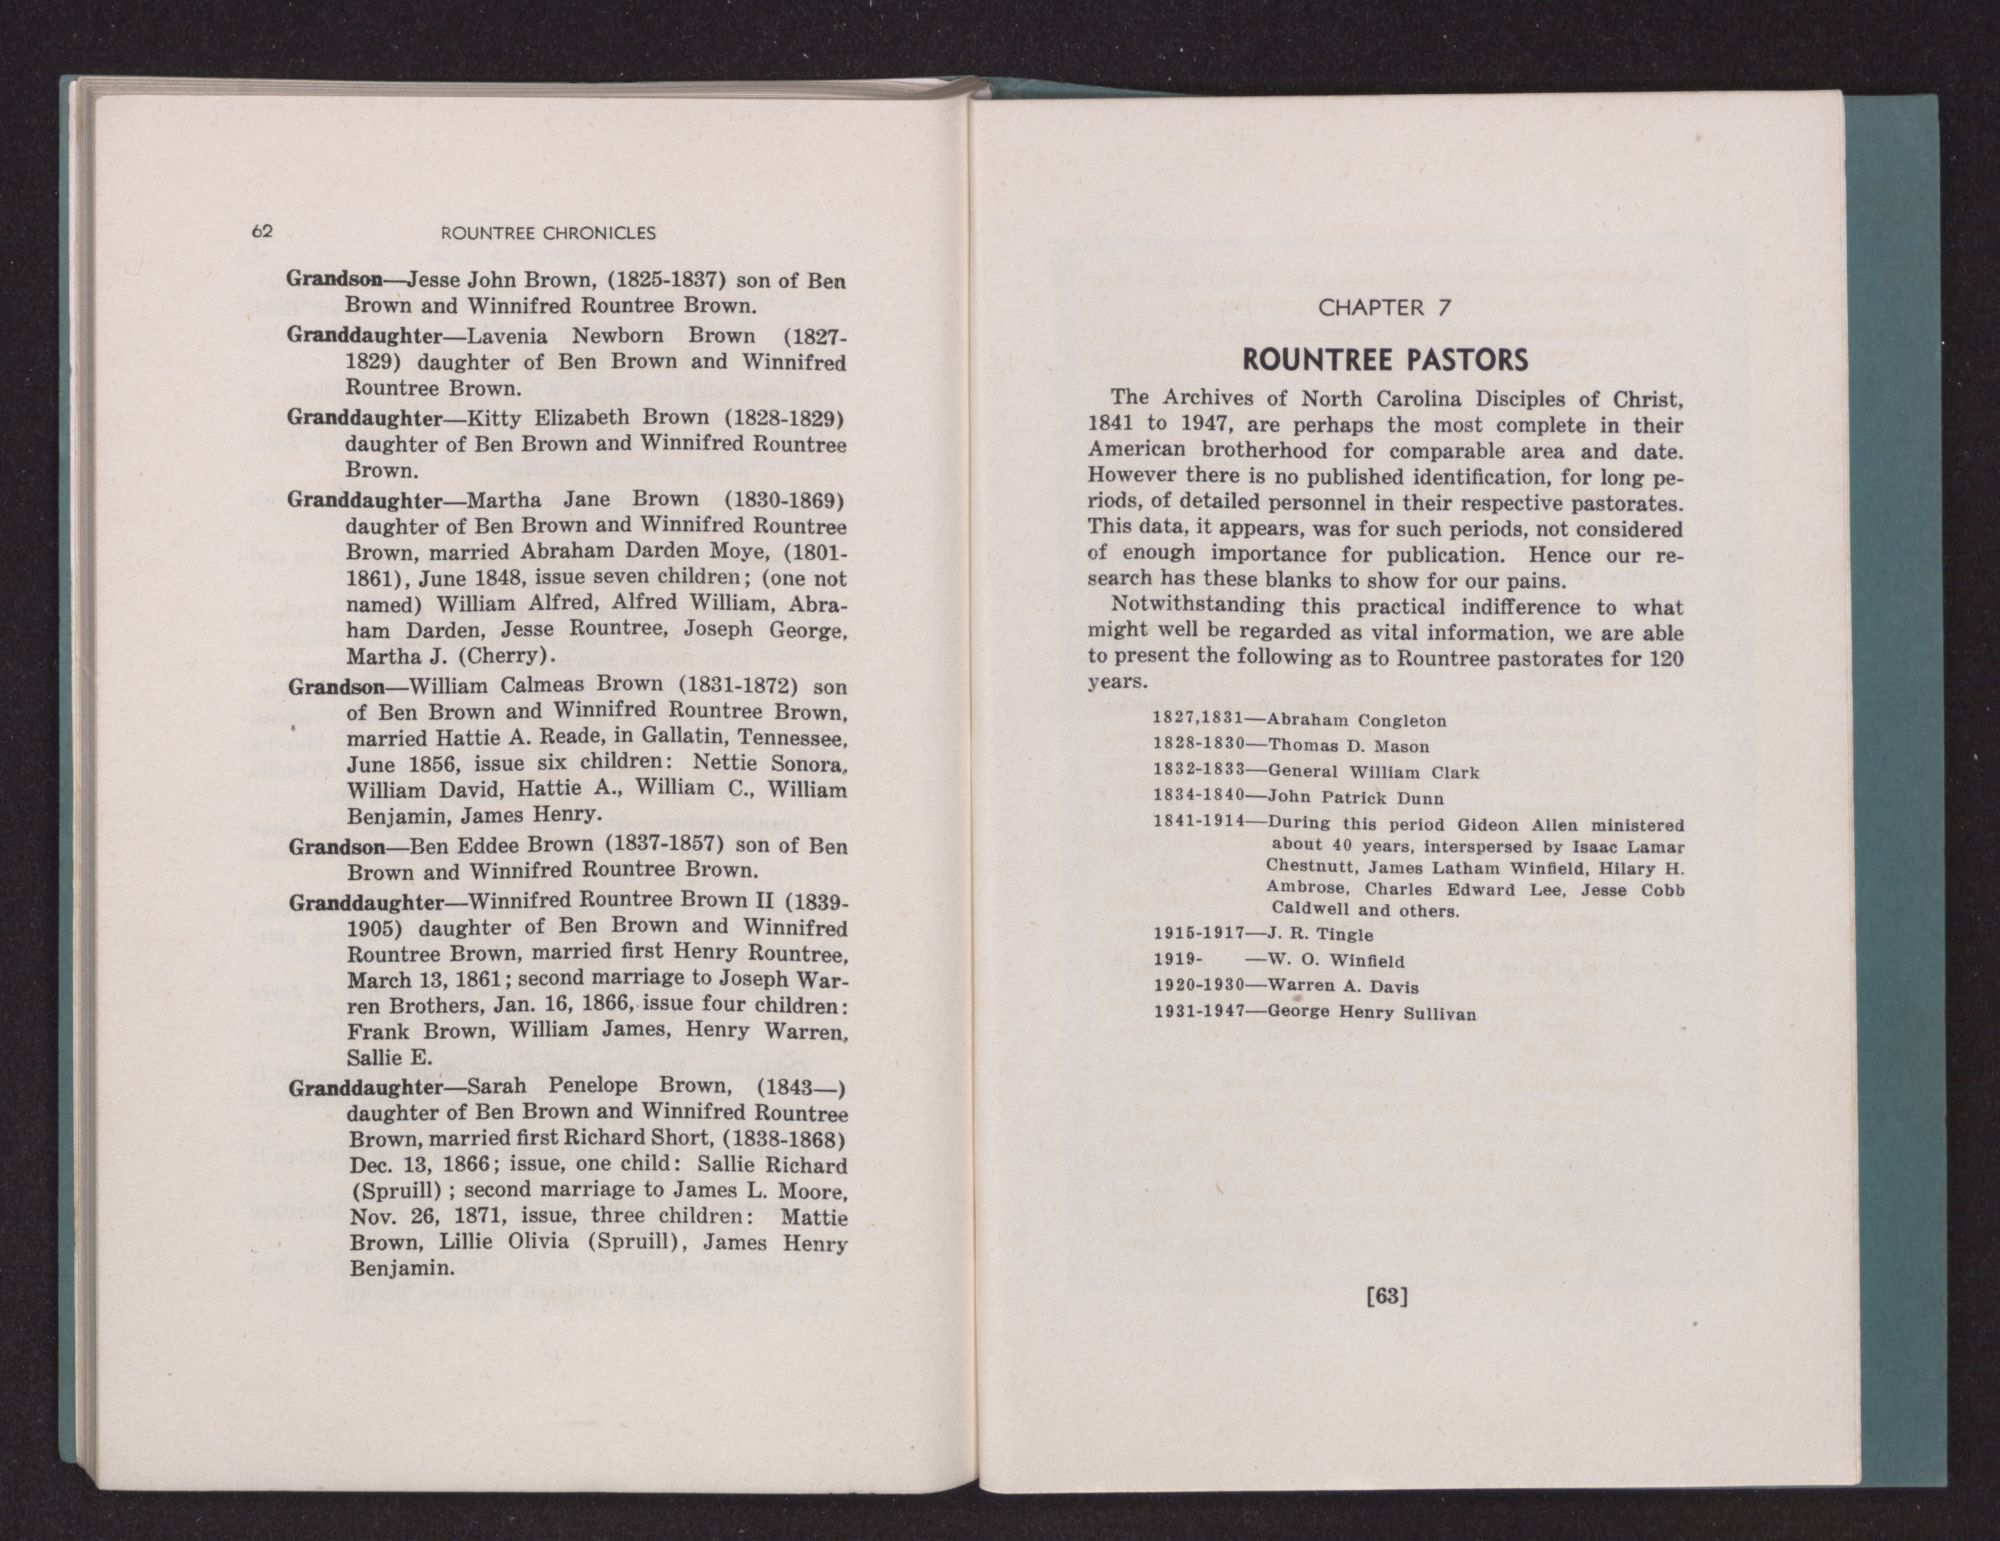 62
ROUNTREE CHRONICLES
Grandson—Jesse John Brown, (1825-1837) son of Ben
Brown and Winnifred Rountree Brown.
Granddaughter—Lavenia Newborn Brown (1827-
1829) daughter of Ben Brown and Winnifred
Rountree Brown.
Granddaughter—Kitty Elizabeth Brown (1828-1829)
daughter of Ben Brown and Winnifred Rountree
Brown.
Granddaughter—Martha Jane Brown (1830-1869)
daughter of Ben Brown and Winnifred Rountree
Brown, married Abraham Darden Moye, (1801-
1861), June 1848, issue seven children; (one not
named) William Alfred, Alfred William, Abra-
ham Darden, Jesse Rountree, Joseph George,
Martha J. (Cherry).
Grandson—William Calmeas Brown (1831-1872) son
of Ben Brown and Winnifred Rountree Brown,
married Hattie A. Reade, in Gallatin, Tennessee,
June 1856, issue six children: Nettie Sonora,
William David, Hattie A., William C., William
Benjamin, James Henry.
Grandson—Ben Eddee Brown (1837-1857) son of Ben
Brown and Winnifred Rountree Brown.
Granddaughter—Winnifred Rountree Brown II (1839-
1905) daughter of Ben Brown and Winnifred
Rountree Brown, married first Henry Rountree,
March 13, 1861; second marriage to Joseph War-
ren Brothers, Jan. 16, 1866, issue four children:
Frank Brown, William James, Henry Warren,
Sallie E.
Granddaughter—Sarah Penelope Brown, (1843—)
daughter of Ben Brown and Winnifred Rountree
Brown, married first Richard Short, (1838-1868)
Dec. 13, 1866; issue, one child: Sallie Richard
(Spruill); second marriage to James L. Moore,
Nov. 26, 1871, issue, three children: Mattie
Brown, Lillie Olivia (Spruill), James Henry
Benjamin.
CHAPTER 7
ROUNTREE PASTORS
The Archives of North Carolina Disciples of Christ,
1841 to 1947, are perhaps the most complete in their
American brotherhood for comparable area and date.
However there is no published identification, for long pe-
riods, of detailed personnel in their respective pastorates.
This data, it appears, was for such periods, not considered
of enough importance for publication. Hence our re-
search has these blanks to show for our pains.
Notwithstanding this practical indifference to what
might well be regarded as vital information, we are able
to present the following as to Rountree pastorates for 120
years.
1827,1831—Abraham Congleton
1828-1830—Thomas D. Mason
1832-1833—General William Clark
1834-1840—John Patrick Dunn
1841-1914—During this period Gideon Allen ministered
about 40 years, interspersed by Isaac Lamar
Chestnutt, James Latham Winfield, Hilary H.
Ambrose, Charles Edward Lee, Jesse Cobb
Caldwell and others.
1915-1917—J. R. Tingle
1919- —W. O. Winfield
1920-1930—Warren A. Davis
1931-1947—George Henry Sullivan
[63]